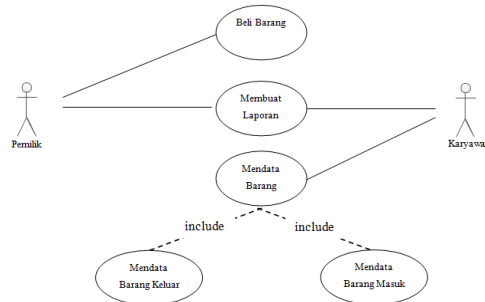 Beli Barang
Membuat
Laporan
Pemilik
Karyawa
Mendata
Barang
include
include
Mendata
Barang Keluar
Mendata
Barang Masuk